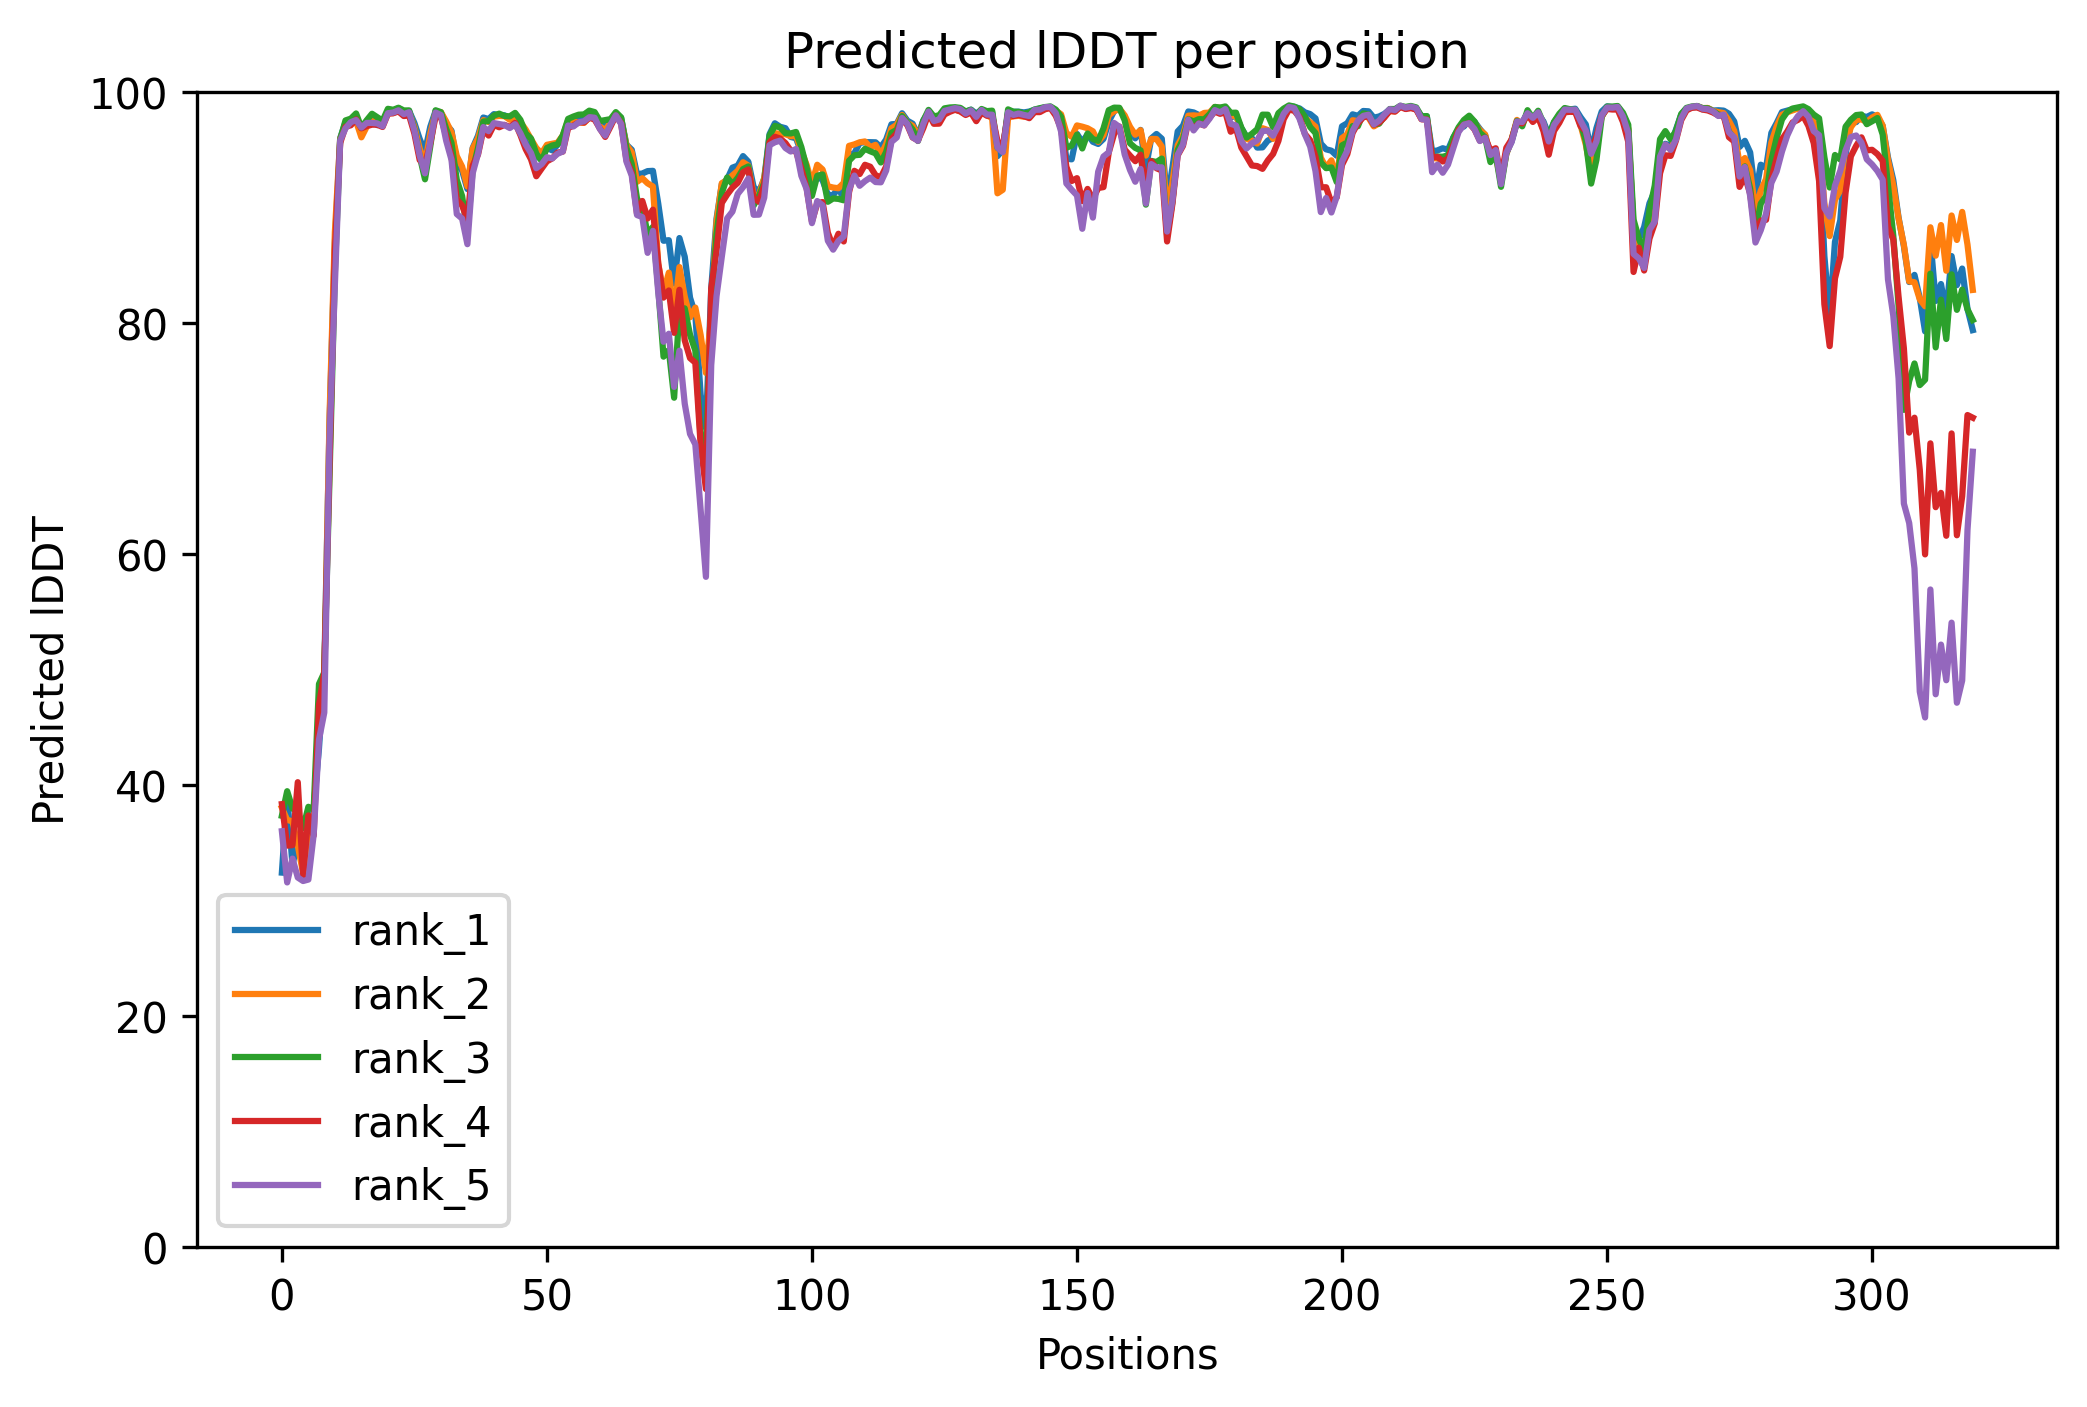 Predicted lDDT per position
100
80
60
40
20
0
Predicted lDDT
rank_1
rank_2
rank_3
rank_4
rank_5
0 50 100 150 200 250 300
Positions